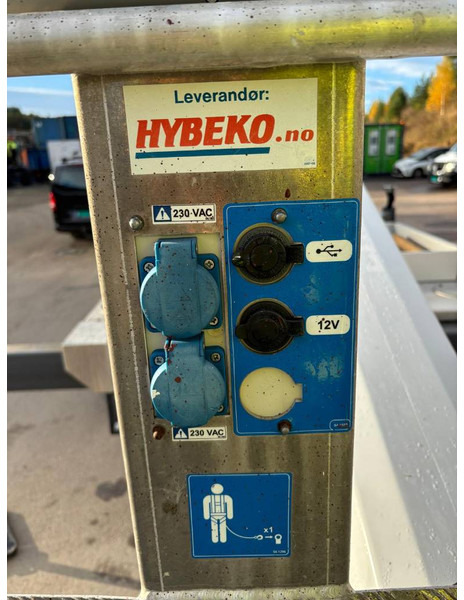 Leverandør:
HYBEKO.no
230 VAC
12V
230 VAC
x1